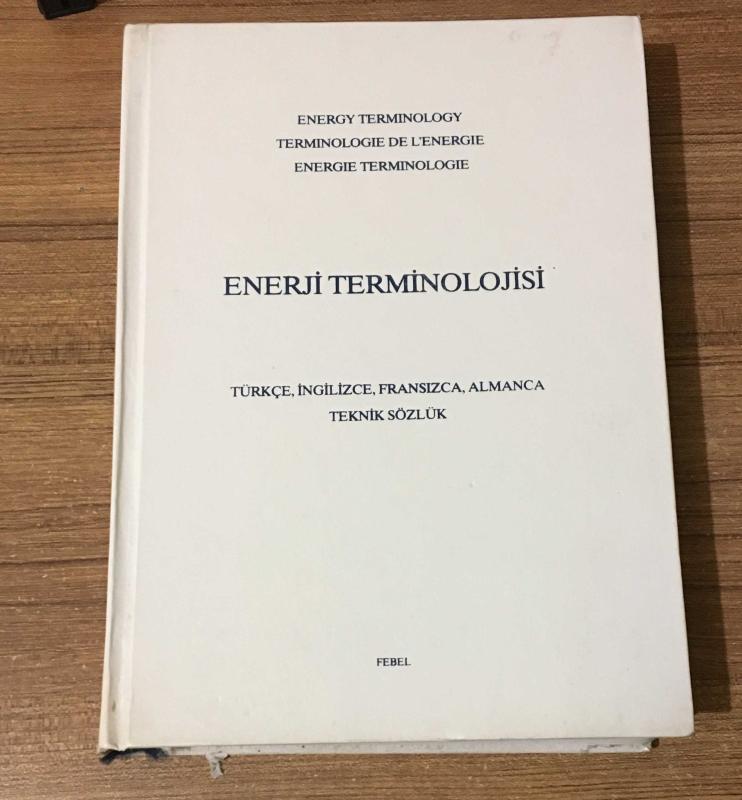 ENERGY TERMINOLOGY
TERMINOLOGIE DE L'ENERGIE
ENERGIE TERMINOLOGIE
ENERJİ TERMİNOLOJİSİ
TÜRKÇE, İNGİLİZCE, FRANSIZCA, ALMANCA
TEKNİK SÖZLÜK
FEBEL